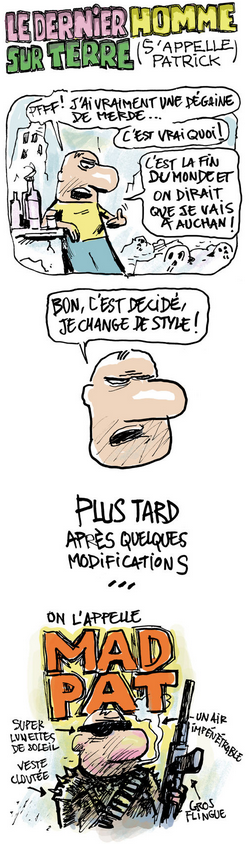 LE DERNIER HOMME
SUR TERRE (S'APPELLE
PATRICK)
PFFF! J'AI VRAIMENT UNE DÉGAINE
DE MERDE...
C'EST VRAI QUOI!
C'EST LA FIN
DU MONDE ET
ON DIRAIT
QUE JE VAIS
À AUCHAN!
BON, C'EST DÉCIDÉ,
JE CHANGE DE STYLE!
PLUS TARD
APRÈS QUELQUES
MODIFICATIONS
...
ON L'APPELLE
MAD
PAT
SUPER
LUNETTES
DE SOLEIL
UN AIR
IMPÉNÉTRABLE
VESTE
CLOUTÉE
GROS
FLINGUE